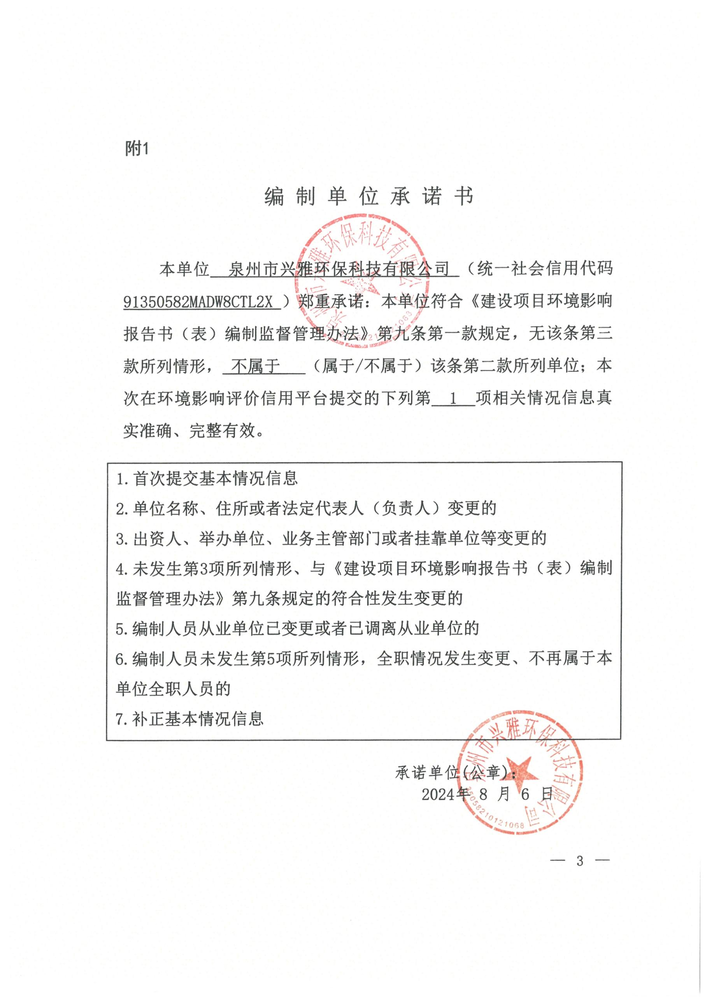 附1
编制单位承诺书
本单位 泉州市兴雅环保科技有限公司 （统一社会信用代码
91350582MADW8CTL2X ）郑重承诺：本单位符合《建设项目环境影响
报告书（表）编制监督管理办法》第九条第一款规定，无该条第三
款所列情形， 不属于 （属于/不属于）该条第二款所列单位；本
次在环境影响评价信用平台提交的下列第 1 项相关情况信息真
实准确、完整有效。
1.首次提交基本情况信息
2.单位名称、住所或者法定代表人（负责人）变更的
3.出资人、举办单位、业务主管部门或者挂靠单位等变更的
4.未发生第3项所列情形、与《建设项目环境影响报告书（表）编制
监督管理办法》第九条规定的符合性发生变更的
5.编制人员从业单位已变更或者已调离从业单位的
6.编制人员未发生第5项所列情形，全职情况发生变更、不再属于本
单位全职人员的
7.补正基本情况信息
承诺单位(公章)：
2024年 8 月 6 日
泉州市兴雅环保科技有限公司
35058210121068
— 3 —